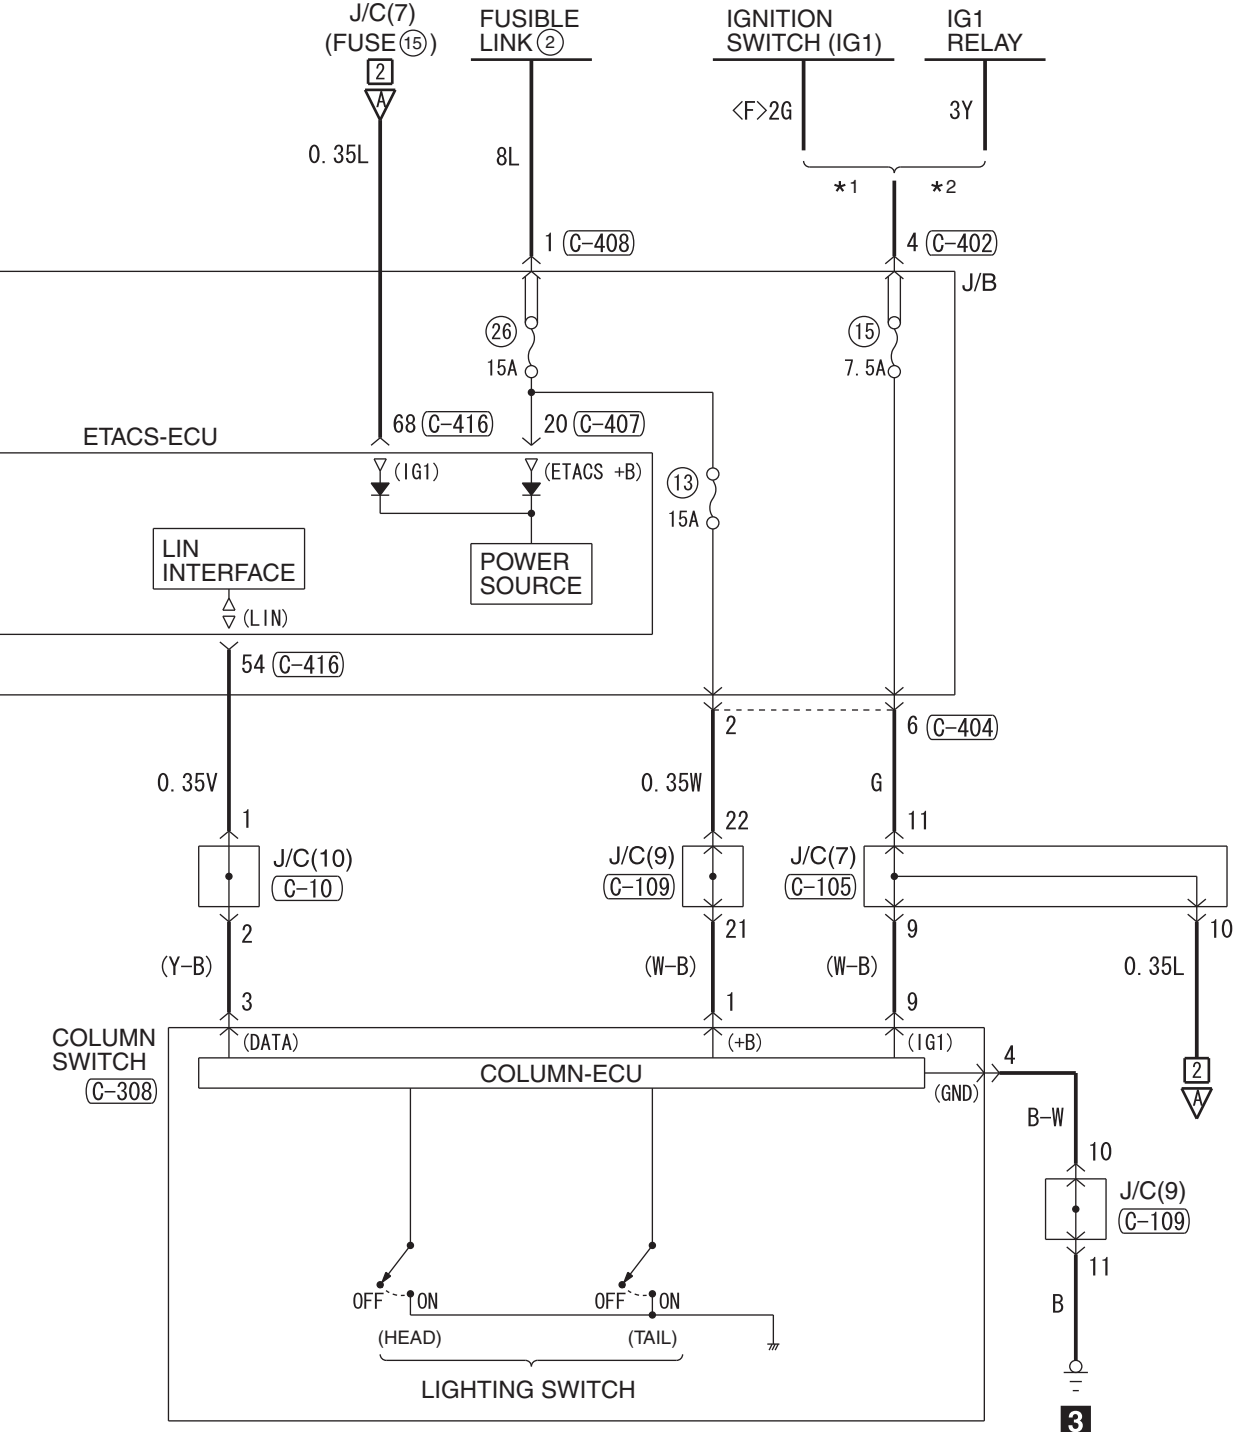 J/C(7)
(FUSE 15)
2
A
FUSIBLE
LINK 2
IGNITION
SWITCH (IG1)
IG1
RELAY
0. 35L
8L
<F>2G
3Y
*1
*2
1 C-408
4 C-402
J/B
26
15A
15
7. 5A
68 C-416
20 C-407
ETACS-ECU
(IG1)
(ETACS +B)
13
15A
LIN
INTERFACE
POWER
SOURCE
(LIN)
54 C-416
2
6 C-404
0. 35V
0. 35W
G
1
22
11
J/C(10)
C-10
J/C(9)
C-109
J/C(7)
C-105
2
21
9
10
(Y-B)
(W-B)
(W-B)
0. 35L
3
1
9
COLUMN
SWITCH
C-308
(DATA)
(+B)
(IG1)
4
COLUMN-ECU
(GND)
2
A
B-W
10
J/C(9)
C-109
11
B
OFF
ON
OFF
ON
(HEAD)
(TAIL)
LIGHTING SWITCH
3